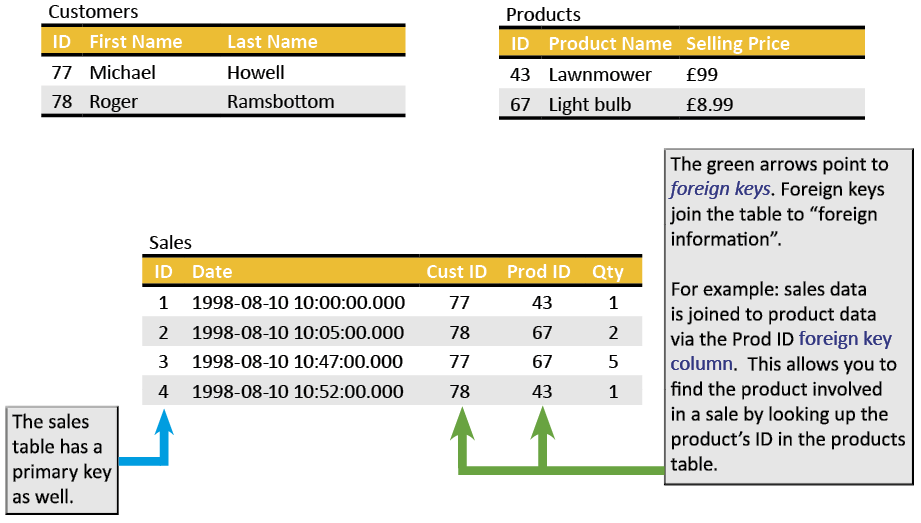 Customers
ID First Name Last Name
77 Michael Howell
78 Roger Ramsbottom
Products
ID Product Name Selling Price
43 Lawnmower £99
67 Light bulb £8.99
The green arrows point to
foreign keys. Foreign keys
join the table to “foreign
information”.
For example: sales data
is joined to product data
via the Prod ID foreign key
column. This allows you to
find the product involved
in a sale by looking up the
product’s ID in the products
table.
Sales
ID Date Cust ID Prod ID Qty
1 1998-08-10 10:00:00.000 77 43 1
2 1998-08-10 10:05:00.000 78 67 2
3 1998-08-10 10:47:00.000 77 67 5
4 1998-08-10 10:52:00.000 78 43 1
The sales
table has a
primary key
as well.